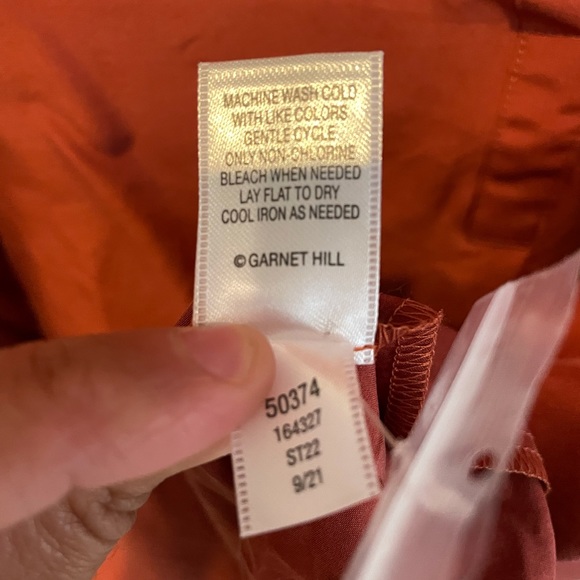 MACHINE WASH COLD
WITH LIKE COLORS
GENTLE CYCLE
ONLY NON-CHLORINE
BLEACH WHEN NEEDED
LAY FLAT TO DRY
COOL IRON AS NEEDED
© GARNET HILL
50374
164327
ST22
9/21